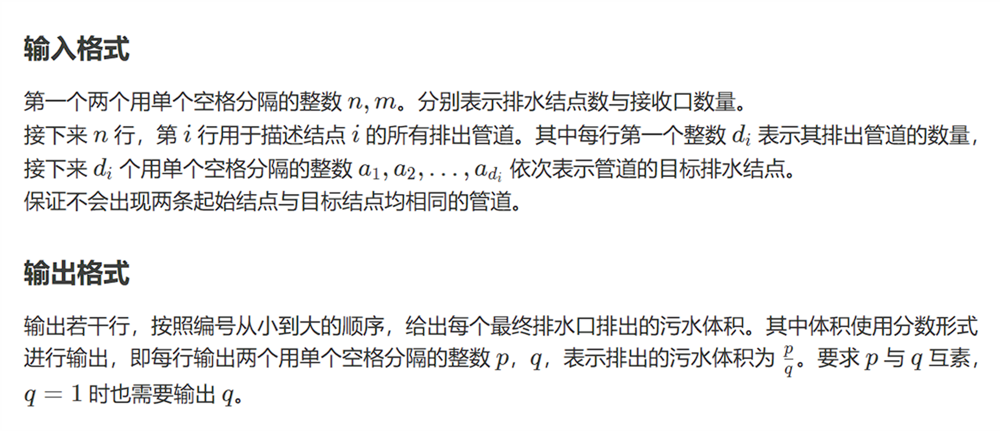 输入格式
第一个两个用单个空格分隔的整数 n, m。分别表示排水结点数与接收口数量。
接下来 n 行，第 i 行用于描述结点 i 的所有排出管道。其中每行第一个整数 d_i 表示其排出管道的数量，
接下来 d_i 个用单个空格分隔的整数 a_1, a_2, . . . , a_{d_i} 依次表示管道的目标排水结点。
保证不会出现两条起始结点与目标结点均相同的管道。
输出格式
输出若干行，按照编号从小到大的顺序，给出每个最终排水口排出的污水体积。其中体积使用分数形式
进行输出，即每行输出两个用单个空格分隔的整数 p，q，表示排出的污水体积为 \frac{p}{q}。要求 p 与 q 互素，
q = 1 时也需要输出 q。